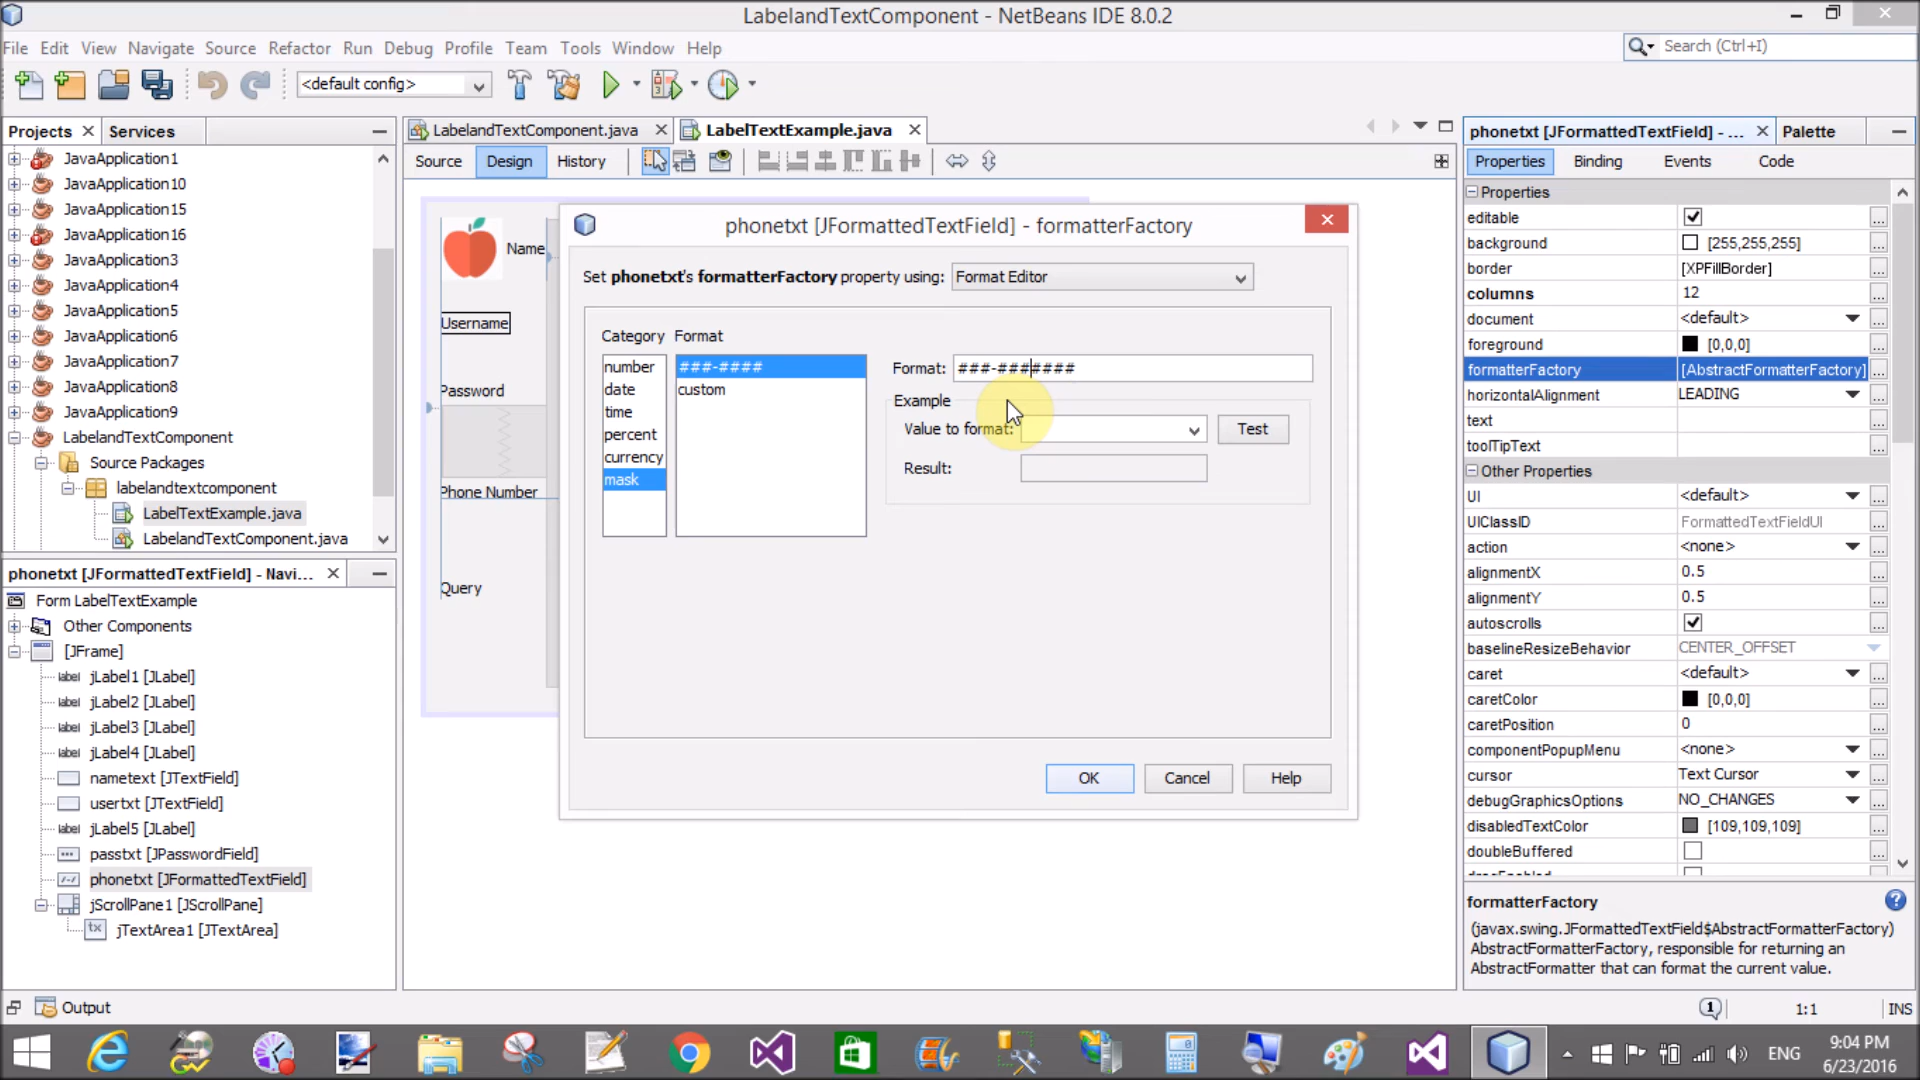 LabelandTextComponent - NetBeans IDE 8.0.2
File Edit View Navigate Source Refactor Run Debug Profile Team Tools Window Help
Search (Ctrl+I)
<default config>
Projects Services
JavaApplication1
JavaApplication10
JavaApplication15
JavaApplication16
JavaApplication3
JavaApplication4
JavaApplication5
JavaApplication6
JavaApplication7
JavaApplication8
JavaApplication9
LabelandTextComponent
Source Packages
labelandtextcomponent
LabelTextExample.java
LabelandTextComponent.java
phonetxt [JFormattedTextField] - Navi...
Form LabelTextExample
Other Components
[JFrame]
label jLabel1 [JLabel]
label jLabel2 [JLabel]
label jLabel3 [JLabel]
label jLabel4 [JLabel]
nametext [JTextField]
usertxt [JTextField]
label jLabel5 [JLabel]
passtxt [JPasswordField]
phonetxt [JFormattedTextField]
jScrollPane1 [JScrollPane]
tx jTextArea1 [JTextArea]
LabelandTextComponent.java LabelTextExample.java
Source Design History
Name
Username
Password
Phone Number
Query
phonetxt [JFormattedTextField] - formatterFactory
Set phonetxt's formatterFactory property using: Format Editor
Category Format
number
date
time
percent
currency
mask
###-####
custom
Format: ###-#######
Example
Value to format: Test
Result:
OK Cancel Help
phonetxt [JFormattedTextField] - ... Palette
Properties Binding Events Code
Properties
editable ...
background [255,255,255] ...
border [XPFillBorder] ...
columns 12 ...
document <default> ...
foreground [0,0,0] ...
formatterFactory [AbstractFormatterFactory] ...
horizontalAlignment LEADING ...
text ...
toolTipText ...
Other Properties
UI <default> ...
UIClassID FormattedTextFieldUI ...
action <none> ...
alignmentX 0.5 ...
alignmentY 0.5 ...
autoscrolls ...
baselineResizeBehavior CENTER_OFFSET
caret <default> ...
caretColor [0,0,0] ...
caretPosition 0 ...
componentPopupMenu <none> ...
cursor Text Cursor ...
debugGraphicsOptions NO_CHANGES ...
disabledTextColor [109,109,109] ...
doubleBuffered ...
formatterFactory
(javax.swing.JFormattedTextField$AbstractFormatterFactory)
AbstractFormatterFactory, responsible for returning an
AbstractFormatter that can format the current value.
Output
1:1 INS
ENG
9:04 PM
6/23/2016